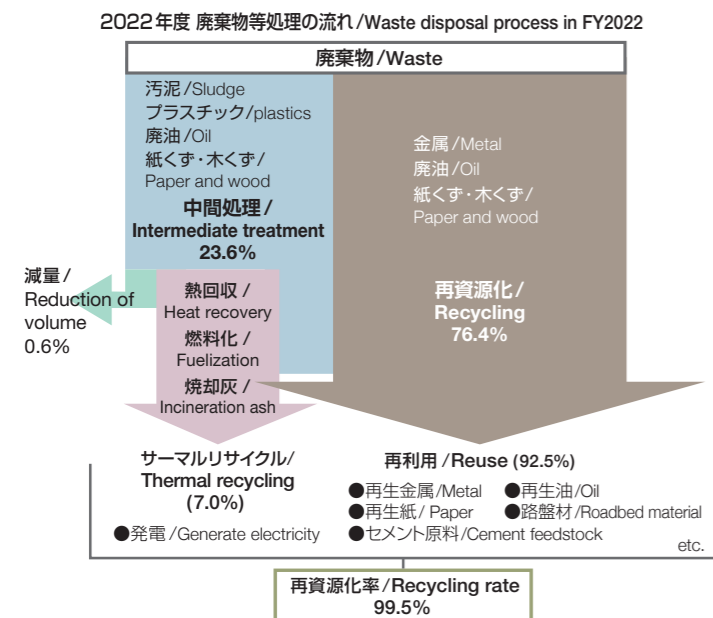 2022年度 廃棄物等処理の流れ/Waste disposal process in FY2022
廃棄物/Waste
汚泥/Sludge
プラスチック/plastics
廃油/Oil
紙くず・木くず/
Paper and wood
中間処理/
Intermediate treatment
23.6%
金属/Metal
廃油/Oil
紙くず・木くず/
Paper and wood
減量/
Reduction of
volume
0.6%
熱回収/
Heat recovery
燃料化/
Fuelization
焼却灰/
Incineration ash
再資源化/
Recycling
76.4%
サーマルリサイクル/
Thermal recycling
(7.0%)
●発電/Generate electricity
再利用/Reuse (92.5%)
●再生金属/Metal ●再生油/Oil
●再生紙/ Paper ●路盤材/Roadbed material
●セメント原料/Cement feedstock
etc.
再資源化率/Recycling rate
99.5%